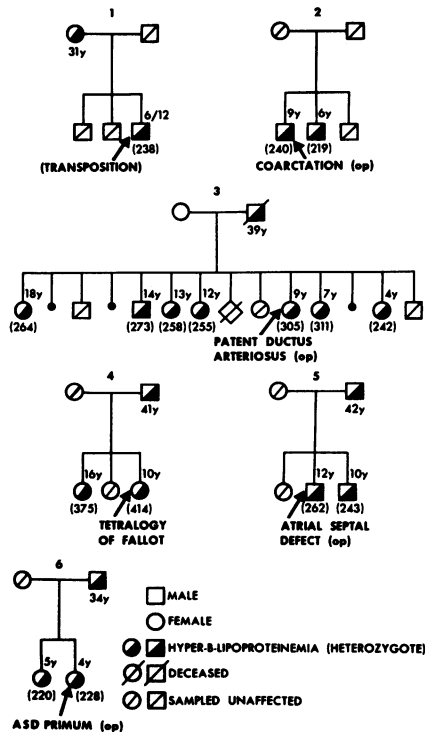 1
2
31y
6/12
9y 6y
(238)
(240) (219)
(TRANSPOSITION)
COARCTATION (op)
3
39y
18y 14y 13y 12y 9y 7y 4y
(264) (273) (258) (255) (305) (311) (242)
PATENT DUCTUS
ARTERIOSUS (op)
4
5
41y
42y
16y 10y
12y 10y
(375) (414)
(262) (243)
TETRALOGY
OF FALLOT
ATRIAL SEPTAL
DEFECT (op)
6
34y
5y 4y
(220) (228)
ASD PRIMUM (op)
MALE
FEMALE
HYPER-B-LIPOPROTEINEMIA (HETEROZYGOTE)
DECEASED
SAMPLED UNAFFECTED